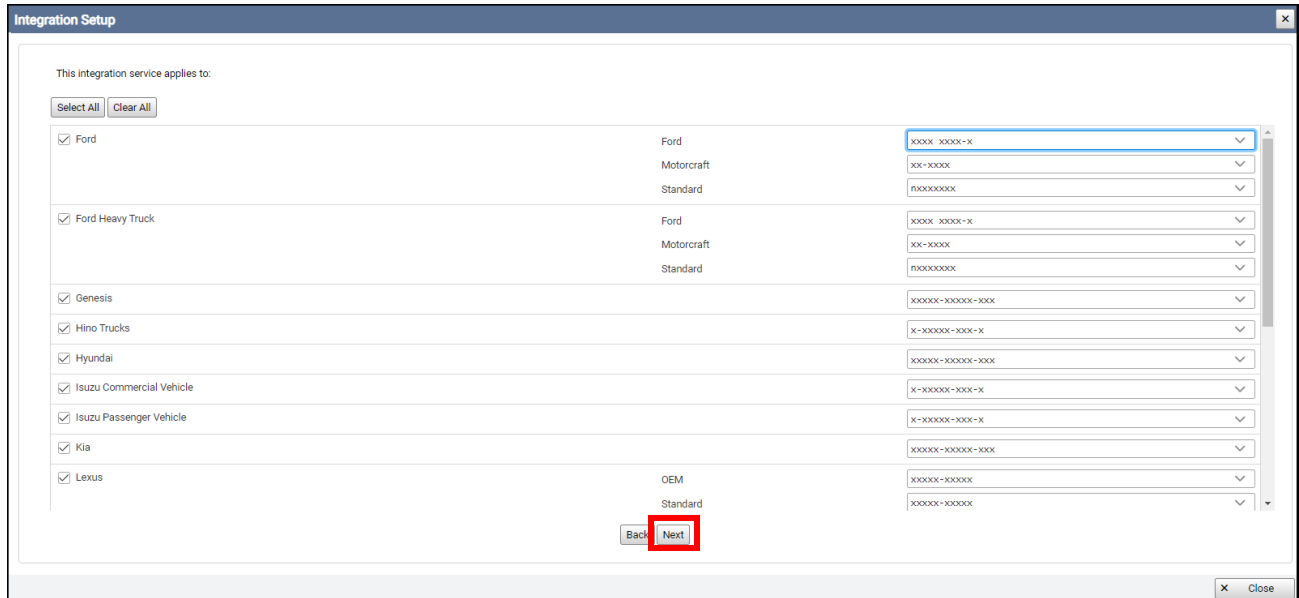 Integration Setup
This integration service applies to:
Select All Clear All
Ford Ford xxxx xxxx-x
Motorcraft xx-xxxx
Standard nxxxxxxx
Ford Heavy Truck Ford xxxx xxxx-x
Motorcraft xx-xxxx
Standard nxxxxxxx
Genesis xxxxx-xxxxx-xxx
Hino Trucks x-xxxxx-xxx-x
Hyundai xxxxx-xxxxx-xxx
Isuzu Commercial Vehicle x-xxxxx-xxx-x
Isuzu Passenger Vehicle x-xxxxx-xxx-x
Kia xxxxx-xxxxx-xxx
Lexus OEM xxxxx-xxxxx
Standard xxxxx-xxxxx
Back Next
Close